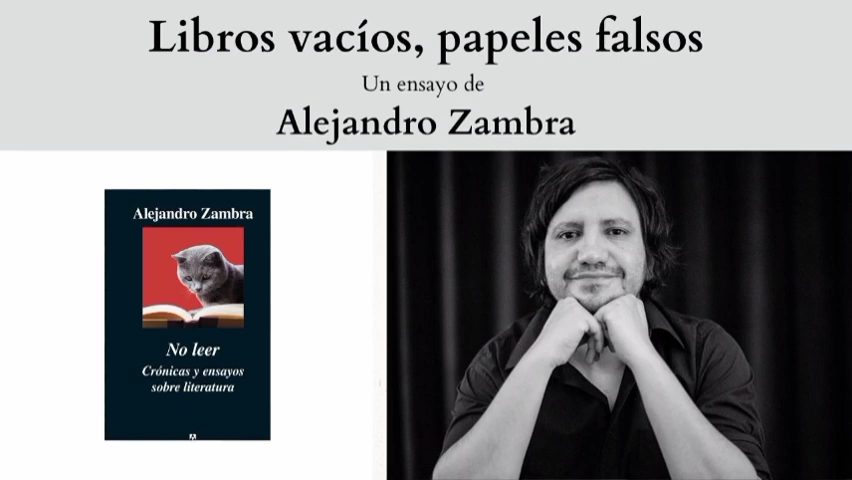 Libros vacíos, papeles falsos
Un ensayo de
Alejandro Zambra
Alejandro Zambra
No leer
Crónicas y ensayos
sobre literatura